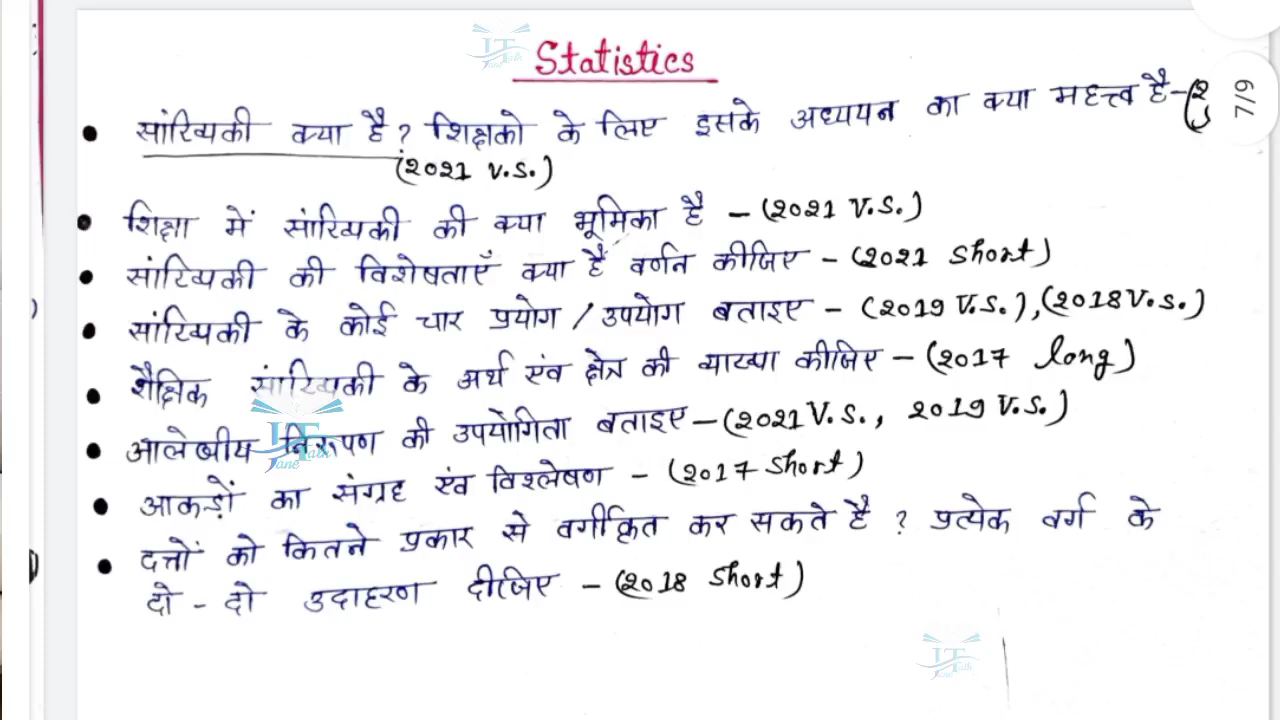 Statistics
• सांख्यिकी क्या है ? शिक्षको के लिए इसके अध्ययन का क्या महत्त्व है -
(2021 V.S.)
• शिक्षा में सांख्यिकी की क्या भूमिका है - (2021 V.S.)
• सांख्यिकी की विशेषताएँ क्या है वर्णन कीजिए - (2021 Short)
• सांख्यिकी के कोई चार प्रयोग / उपयोग बताइए - (2019 V.S.), (2018 V.S.)
• शैक्षिक सांख्यिकी के अर्थ एंव क्षेत्र की व्याख्या कीजिए - (2017 long)
• आलेखीय निरूपण की उपयोगिता बताइए - (2021 V.S., 2019 V.S.)
• आकड़ों का संग्रह एंव विश्लेषण - (2017 Short)
• दत्तों को कितने प्रकार से वर्गीकृत कर सकते है ? प्रत्येक वर्ग के
दो - दो उदाहरण दीजिए - (2018 Short)
6/7